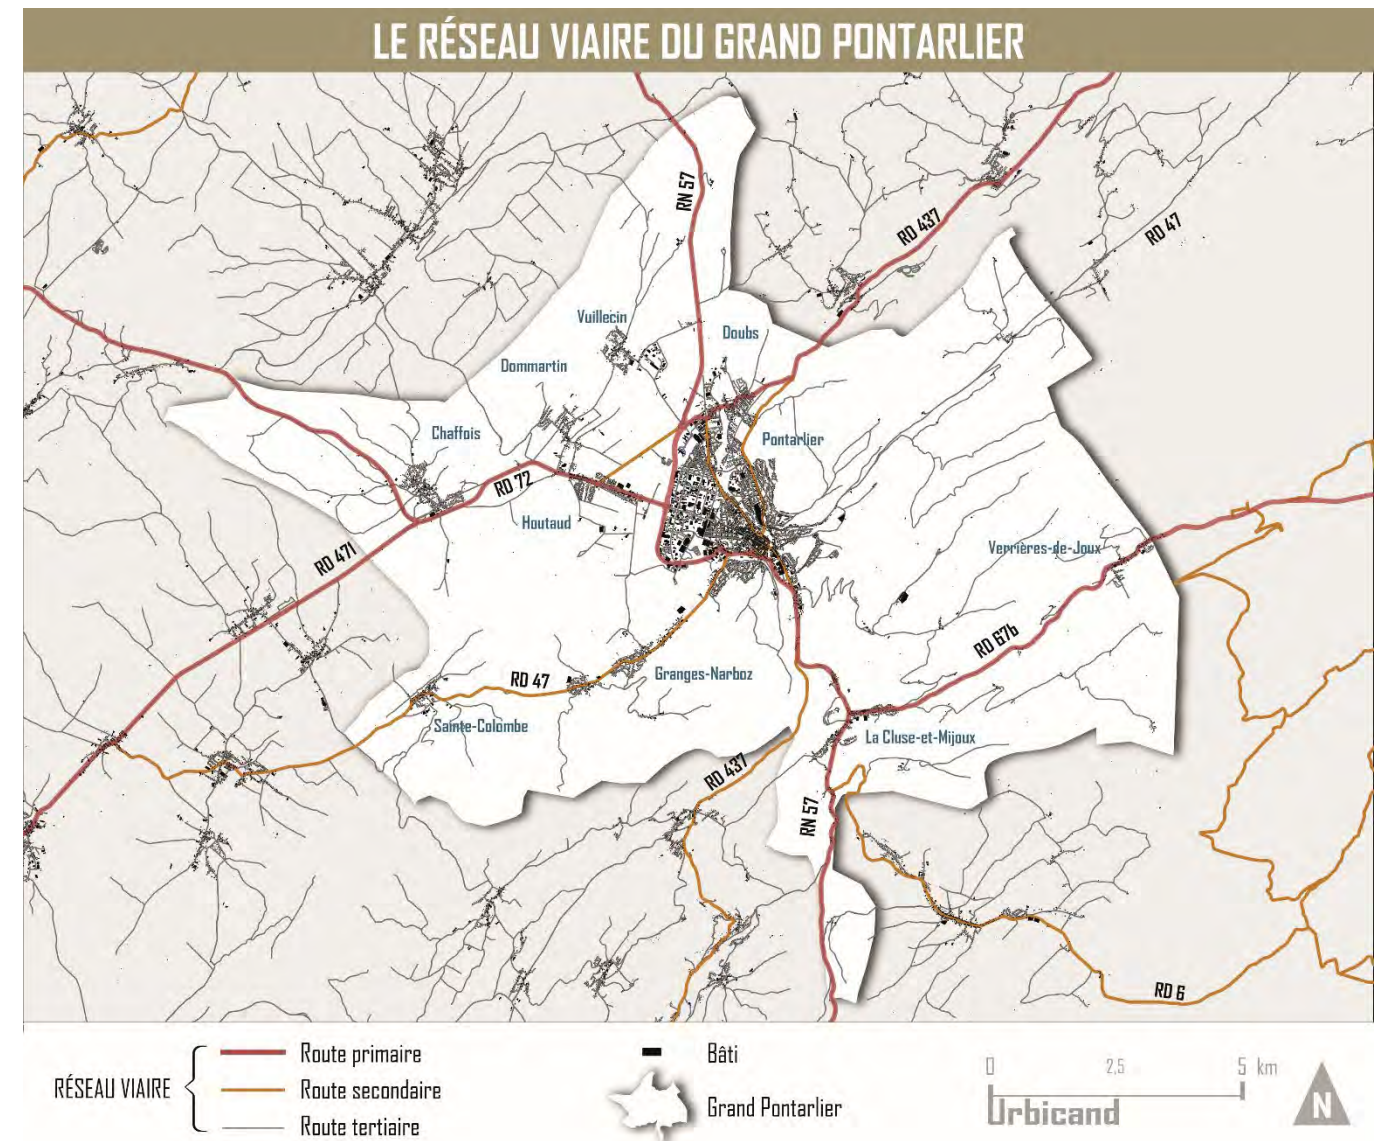 LE RÉSEAU VIAIRE DU GRAND PONTARLIER
RN 57
RD 437
RD 47
Vuillecin
Doubs
Dommartin
Chaffois
Pontarlier
RD 72
Houtaud
RD 471
Verrières-de-Joux
RD 67b
Granges-Narboz
RD 47
Sainte-Colombe
La Cluse-et-Mijoux
RD 437
RN 57
RD 6
RÉSEAU VIAIRE
Route primaire
Route secondaire
Route tertiaire
Bâti
Grand Pontarlier
0 2,5 5 km
Urbicand
N